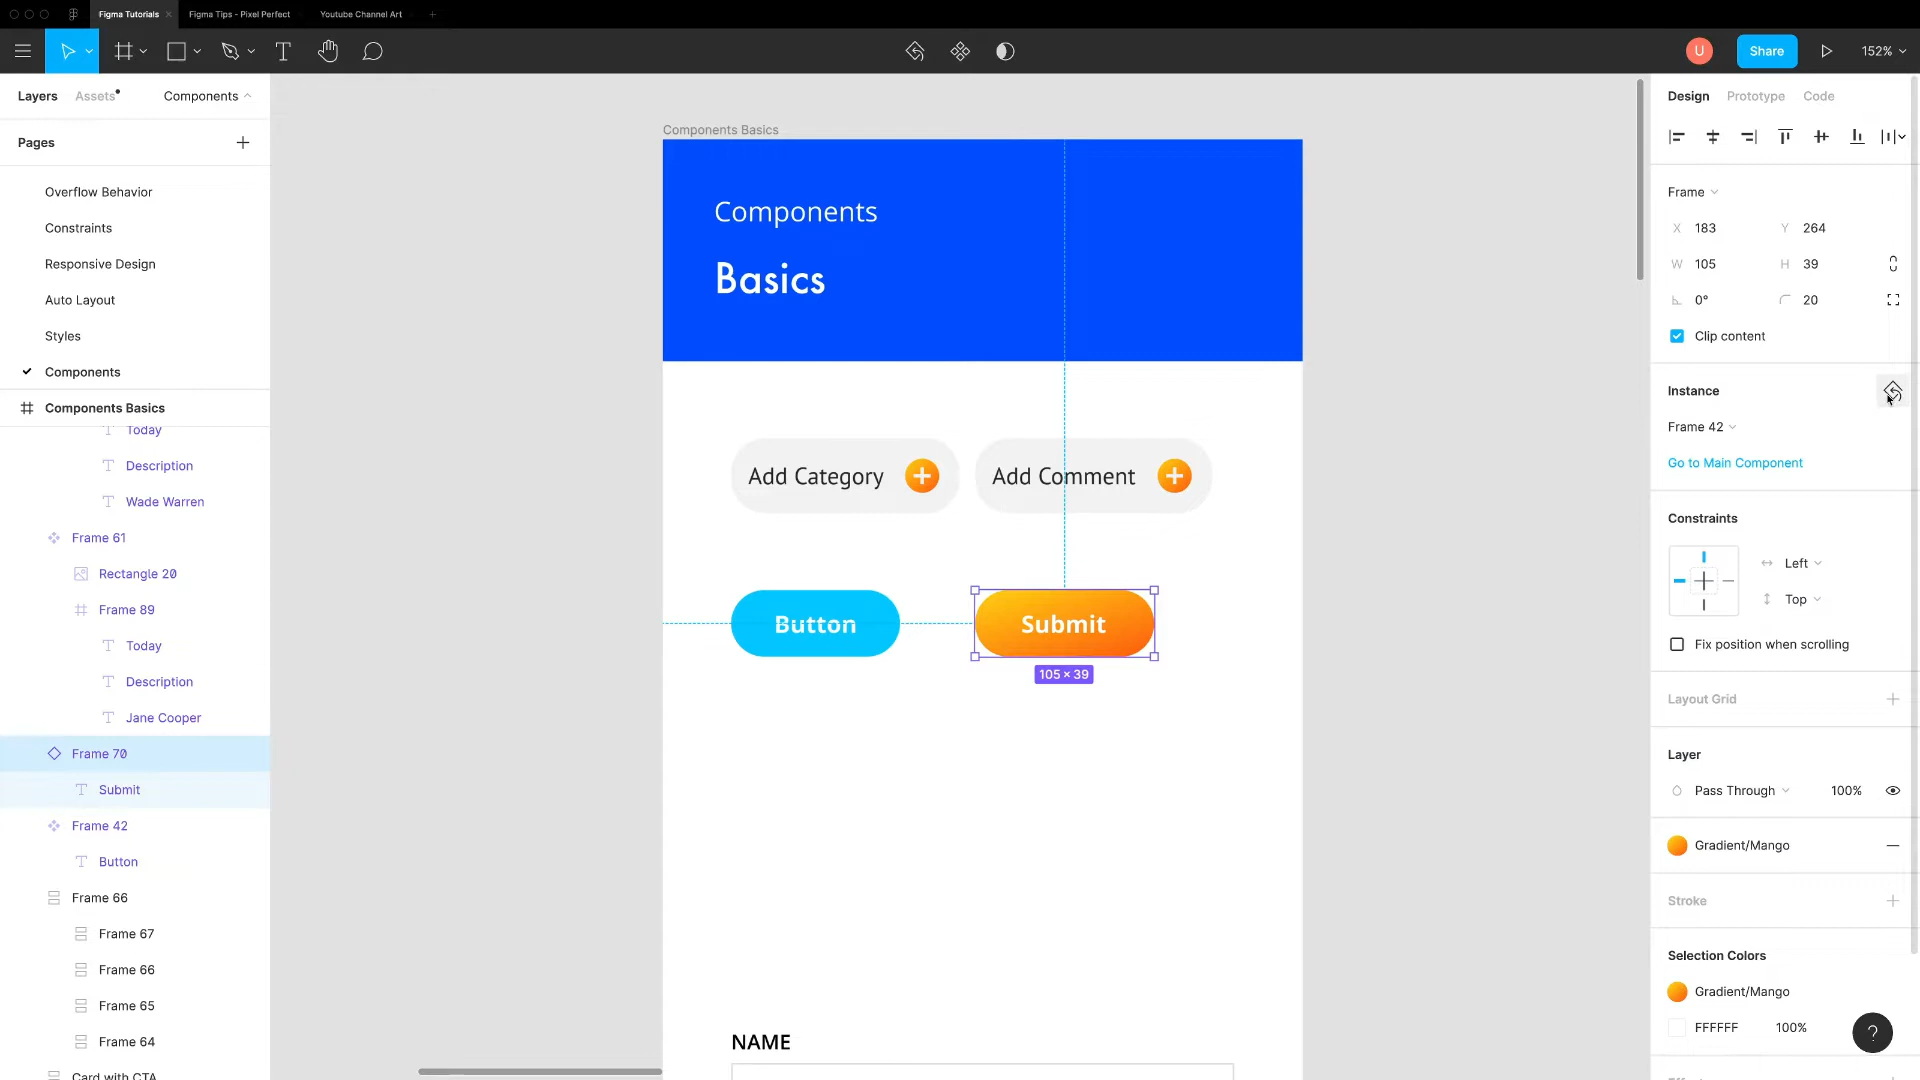 Figma Tutorials
Figma Tips - Pixel Perfect
Youtube Channel Art
U
Share
152%
Layers
Assets
Components
Pages
Overflow Behavior
Constraints
Responsive Design
Auto Layout
Styles
Components
Components Basics
Today
Description
Wade Warren
Frame 61
Rectangle 20
Frame 89
Today
Description
Jane Cooper
Frame 70
Submit
Frame 42
Button
Frame 66
Frame 67
Frame 66
Frame 65
Frame 64
Card with CTA
Components Basics
Components
Basics
Add Category
Add Comment
Button
Submit
105 × 39
NAME
Design
Prototype
Code
Frame
X 183
Y 264
W 105
H 39
0°
20
Clip content
Instance
Frame 42
Go to Main Component
Constraints
Left
Top
Fix position when scrolling
Layout Grid
Layer
Pass Through
100%
Gradient/Mango
Stroke
Selection Colors
Gradient/Mango
FFFFFF
100%
?